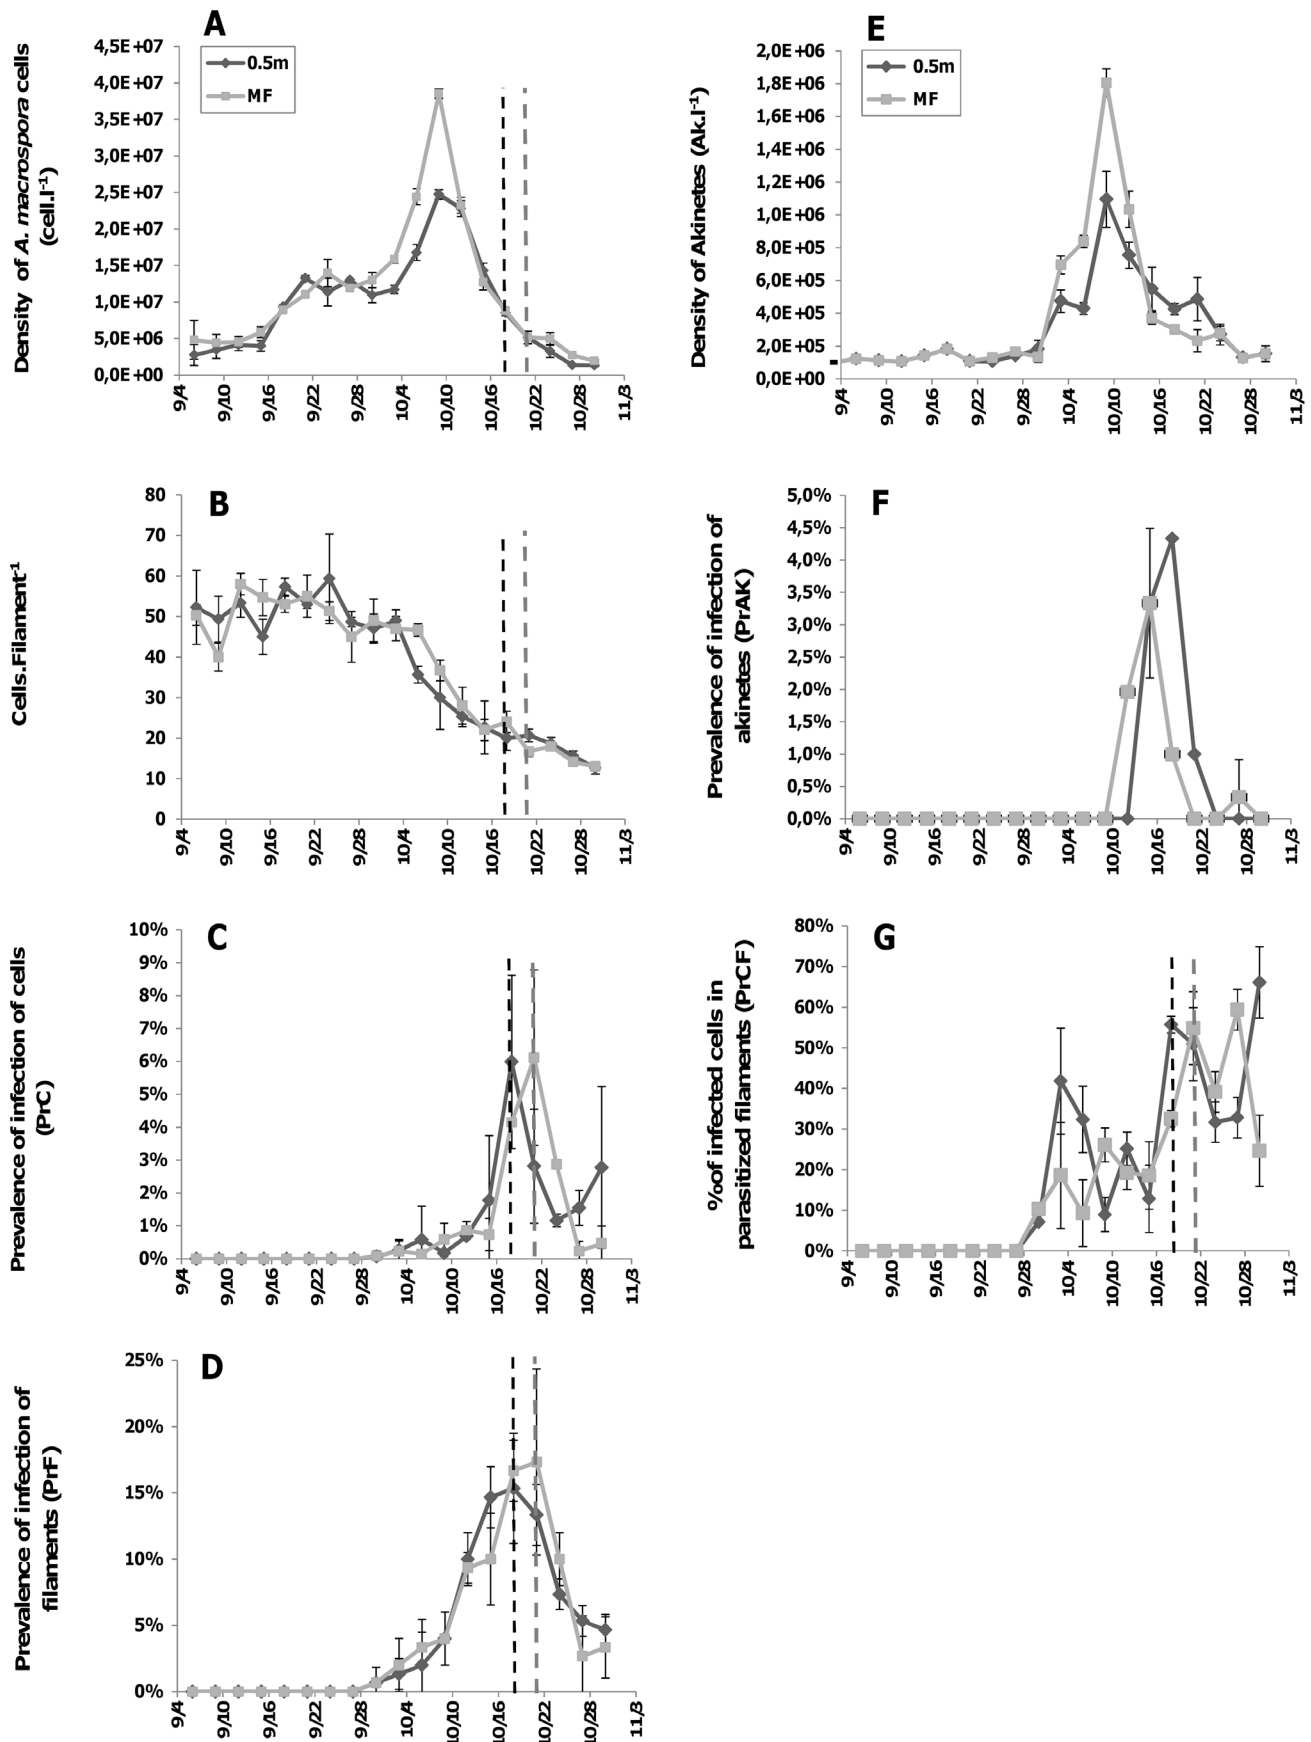 A
Density of A. macrospora cells
(cell.l-1)
4,5E+07
4,0E+07
3,5E+07
3,0E+07
2,5E+07
2,0E+07
1,5E+07
1,0E+07
5,0E+06
0,0E+00
0.5m
MF
9/4
9/10
9/16
9/22
9/28
10/4
10/10
10/16
10/22
10/28
11/3
E
Density of Akinetes (Ak.l-1)
2,0E+06
1,8E+06
1,6E+06
1,4E+06
1,2E+06
1,0E+06
8,0E+05
6,0E+05
4,0E+05
2,0E+05
0,0E+00
0.5m
MF
9/4
9/10
9/16
9/22
9/28
10/4
10/10
10/16
10/22
10/28
11/3
B
Cells.Filament-1
80
70
60
50
40
30
20
10
0
9/4
9/10
9/16
9/22
9/28
10/4
10/10
10/16
10/22
10/28
11/3
F
Prevalence of infection of
akinetes (PrAK)
5,0%
4,5%
4,0%
3,5%
3,0%
2,5%
2,0%
1,5%
1,0%
0,5%
0,0%
9/4
9/10
9/16
9/22
9/28
10/4
10/10
10/16
10/22
10/28
11/3
C
Prevalence of infection of cells
(PrC)
10%
9%
8%
7%
6%
5%
4%
3%
2%
1%
0%
9/4
9/10
9/16
9/22
9/28
10/4
10/10
10/16
10/22
10/28
11/3
G
% of infected cells in
parasitized filaments (PrCF)
80%
70%
60%
50%
40%
30%
20%
10%
0%
9/4
9/10
9/16
9/22
9/28
10/4
10/10
10/16
10/22
10/28
11/3
D
Prevalence of infection of
filaments (PrF)
25%
20%
15%
10%
5%
0%
9/4
9/10
9/16
9/22
9/28
10/4
10/10
10/16
10/22
10/28
11/3